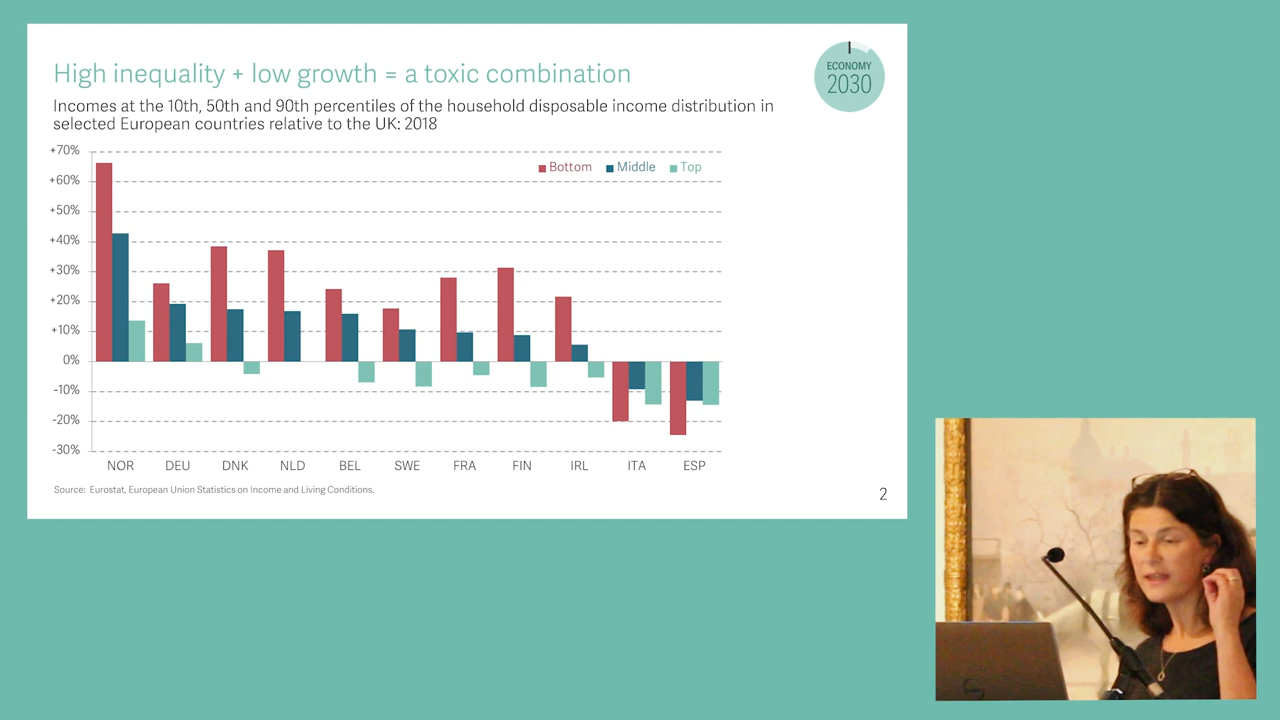 High inequality + low growth = a toxic combination
ECONOMY
2030
Incomes at the 10th, 50th and 90th percentiles of the household disposable income distribution in
selected European countries relative to the UK: 2018
+70%
Bottom Middle Top
+60%
+50%
+40%
+30%
+20%
+10%
0%
-10%
-20%
-30%
NOR DEU DNK NLD BEL SWE FRA FIN IRL ITA ESP
Source: Eurostat, European Union Statistics on Income and Living Conditions.
2